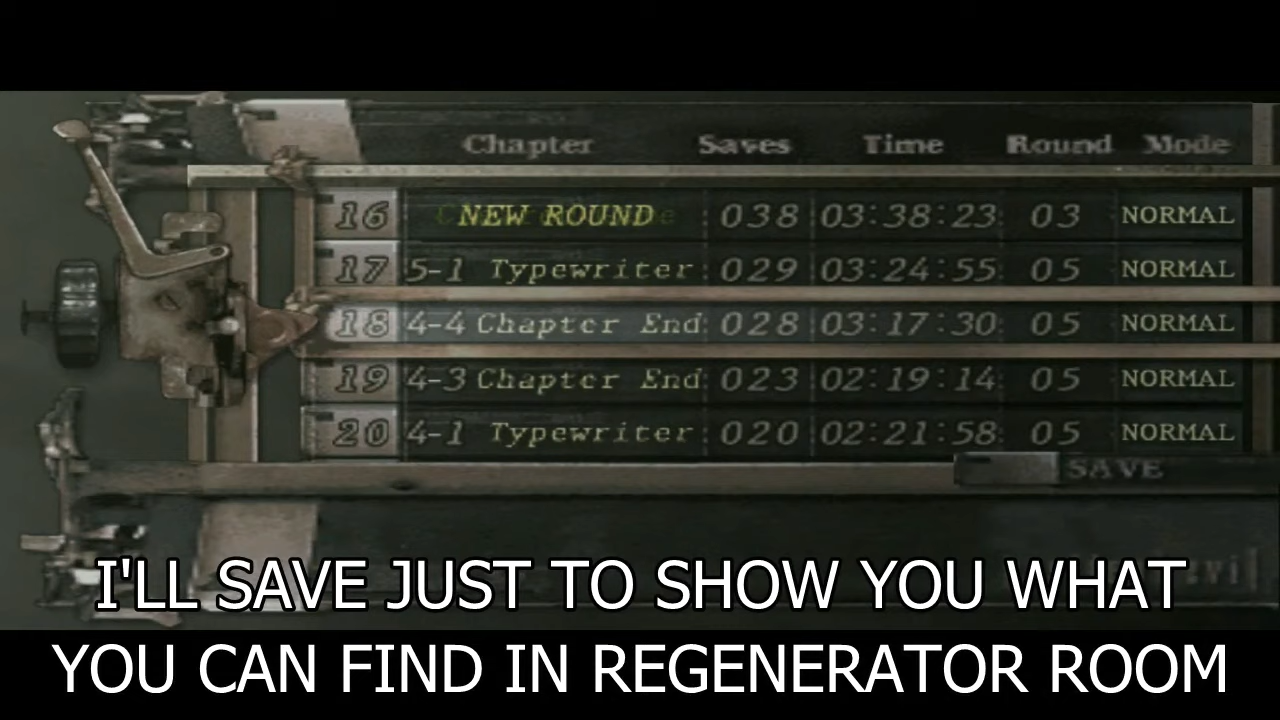 Chapter Saves Time Round Mode
16 NEW ROUND 038 03:38:23 03 NORMAL
17 5-1 Typewriter 029 03:24:55 05 NORMAL
18 4-4 Chapter End 028 03:17:30 05 NORMAL
19 4-3 Chapter End 023 02:19:14 05 NORMAL
20 4-1 Typewriter 020 02:21:58 05 NORMAL
SAVE
I'LL SAVE JUST TO SHOW YOU WHAT
YOU CAN FIND IN REGENERATOR ROOM